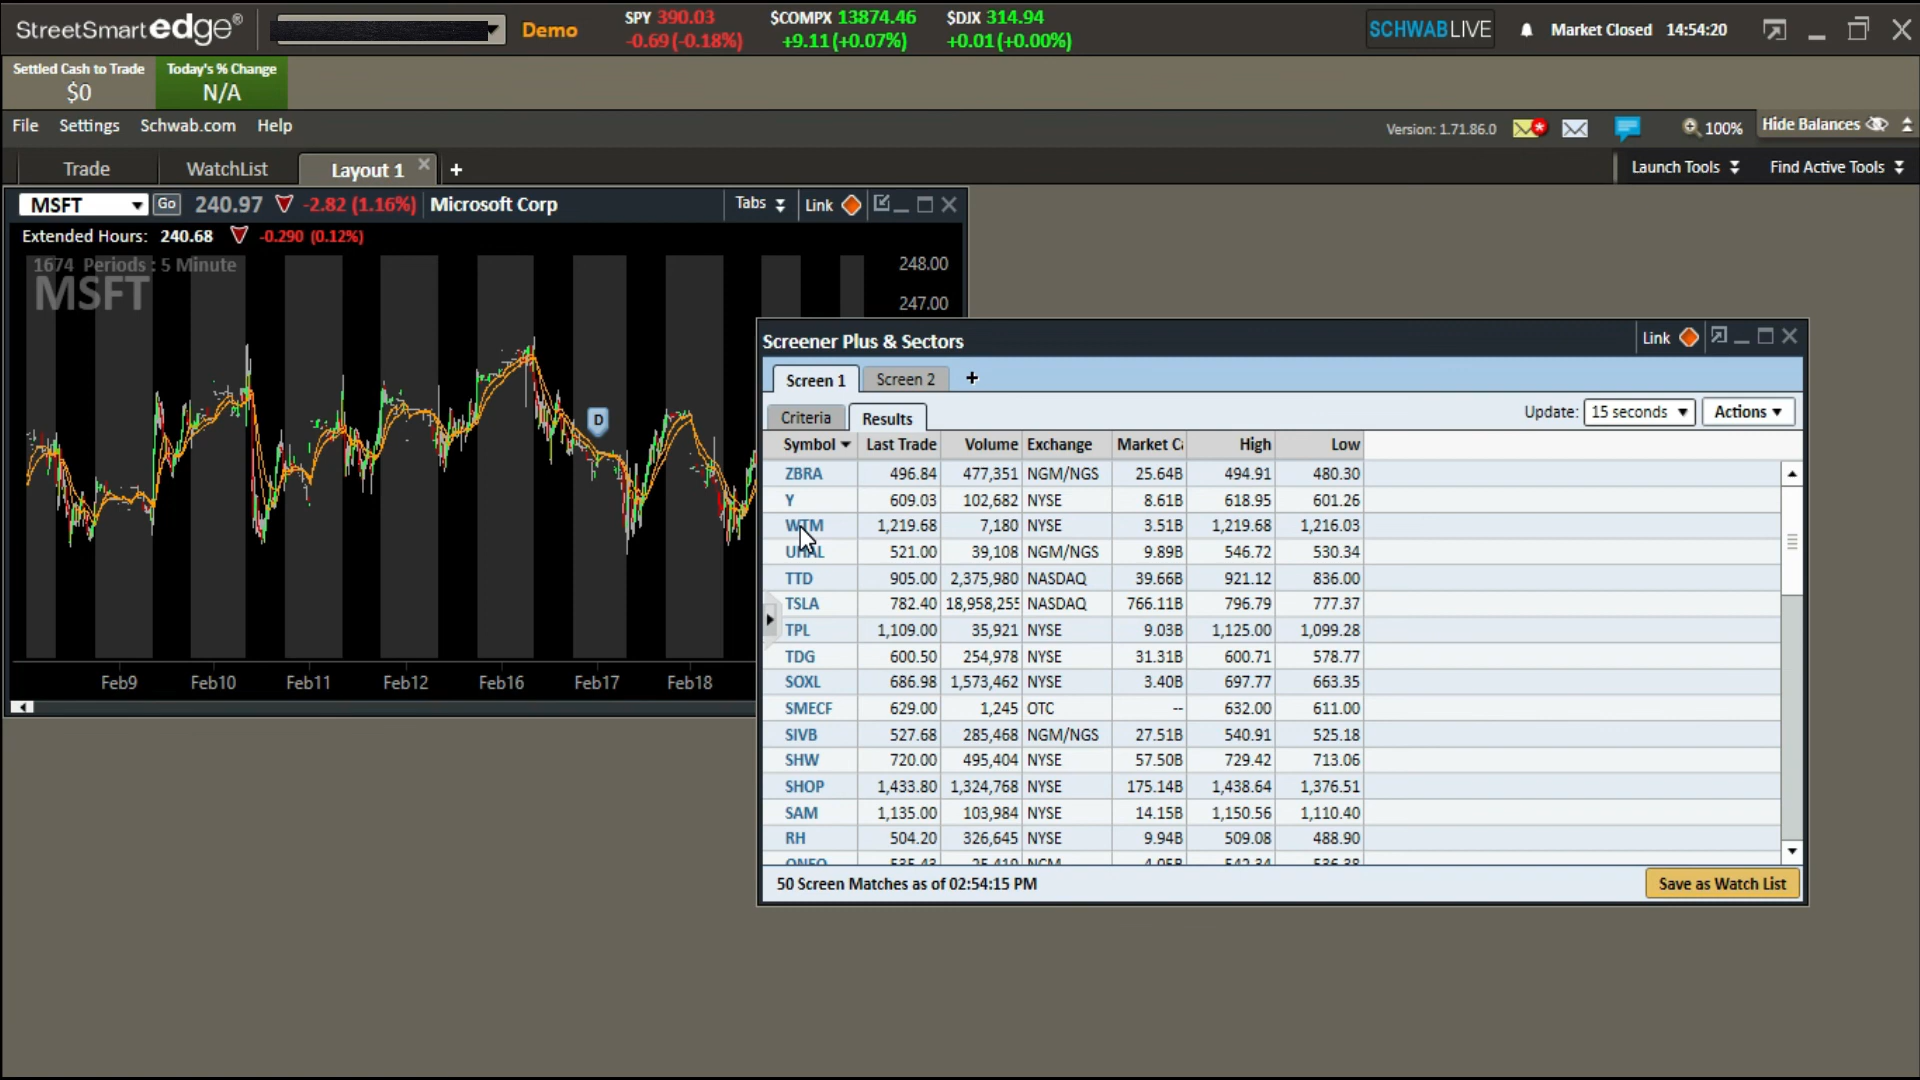 StreetSmartedge® Demo SPY 390.03 $COMPX 13874.46 $DJX 314.94 SCHWABLIVE Market Closed 14:54:20
-0.69 (-0.18%) +9.11 (+0.07%) +0.01 (+0.00%)
Settled Cash to Trade Today's % Change
$0 N/A
File Settings Schwab.com Help Version: 1.71.86.0 100% Hide Balances
Trade WatchList Layout 1 + Launch Tools Find Active Tools
MSFT Go 240.97 -2.82 (1.16%) Microsoft Corp Tabs Link
Extended Hours: 240.68 -0.290 (0.12%)
1674 Periods : 5 Minute
MSFT
248.00
247.00
D
Feb9 Feb10 Feb11 Feb12 Feb16 Feb17 Feb18
Screener Plus & Sectors Link
Screen 1 Screen 2 +
Criteria Results Update: 15 seconds Actions
Symbol Last Trade Volume Exchange Market Ca High Low
ZBRA 496.84 477,351 NGM/NGS 25.64B 494.91 480.30
Y 609.03 102,682 NYSE 8.61B 618.95 601.26
WTM 1,219.68 7,180 NYSE 3.51B 1,219.68 1,216.03
UHAL 521.00 39,108 NGM/NGS 9.89B 546.72 530.34
TTD 905.00 2,375,980 NASDAQ 39.66B 921.12 836.00
TSLA 782.40 18,958,255 NASDAQ 766.11B 796.79 777.37
TPL 1,109.00 35,921 NYSE 9.03B 1,125.00 1,099.28
TDG 600.50 254,978 NYSE 31.31B 600.71 578.77
SOXL 686.98 1,573,462 NYSE 3.40B 697.77 663.35
SMECF 629.00 1,245 OTC -- 632.00 611.00
SIVB 527.68 285,468 NGM/NGS 27.51B 540.91 525.18
SHW 720.00 495,404 NYSE 57.50B 729.42 713.06
SHOP 1,433.80 1,324,768 NYSE 175.14B 1,438.64 1,376.51
SAM 1,135.00 103,984 NYSE 14.15B 1,150.56 1,110.40
RH 504.20 326,645 NYSE 9.94B 509.08 488.90
50 Screen Matches as of 02:54:15 PM Save as Watch List